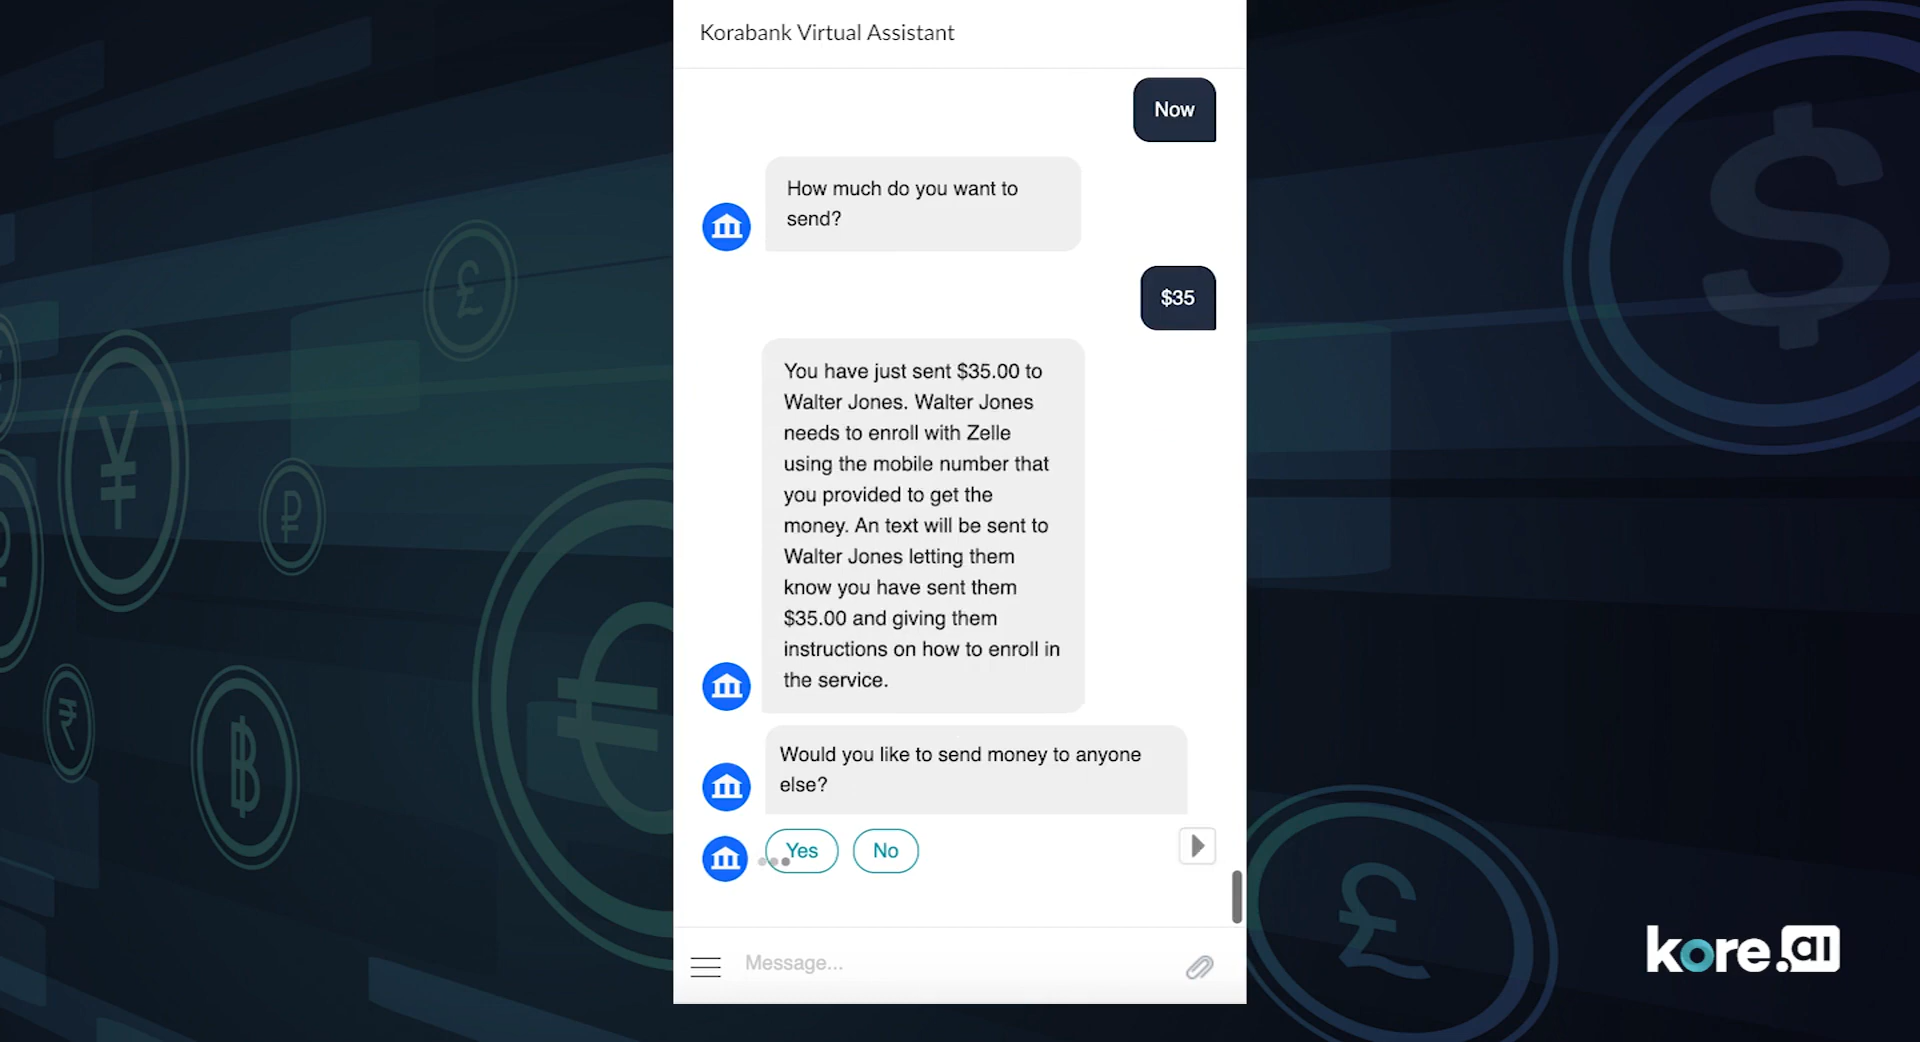 Korabank Virtual Assistant
Now
How much do you want to
send?
$35
You have just sent $35.00 to
Walter Jones. Walter Jones
needs to enroll with Zelle
using the mobile number that
you provided to get the
money. An text will be sent to
Walter Jones letting them
know you have sent them
$35.00 and giving them
instructions on how to enroll in
the service.
Would you like to send money to anyone
else?
Yes No
Message...
kore.ai